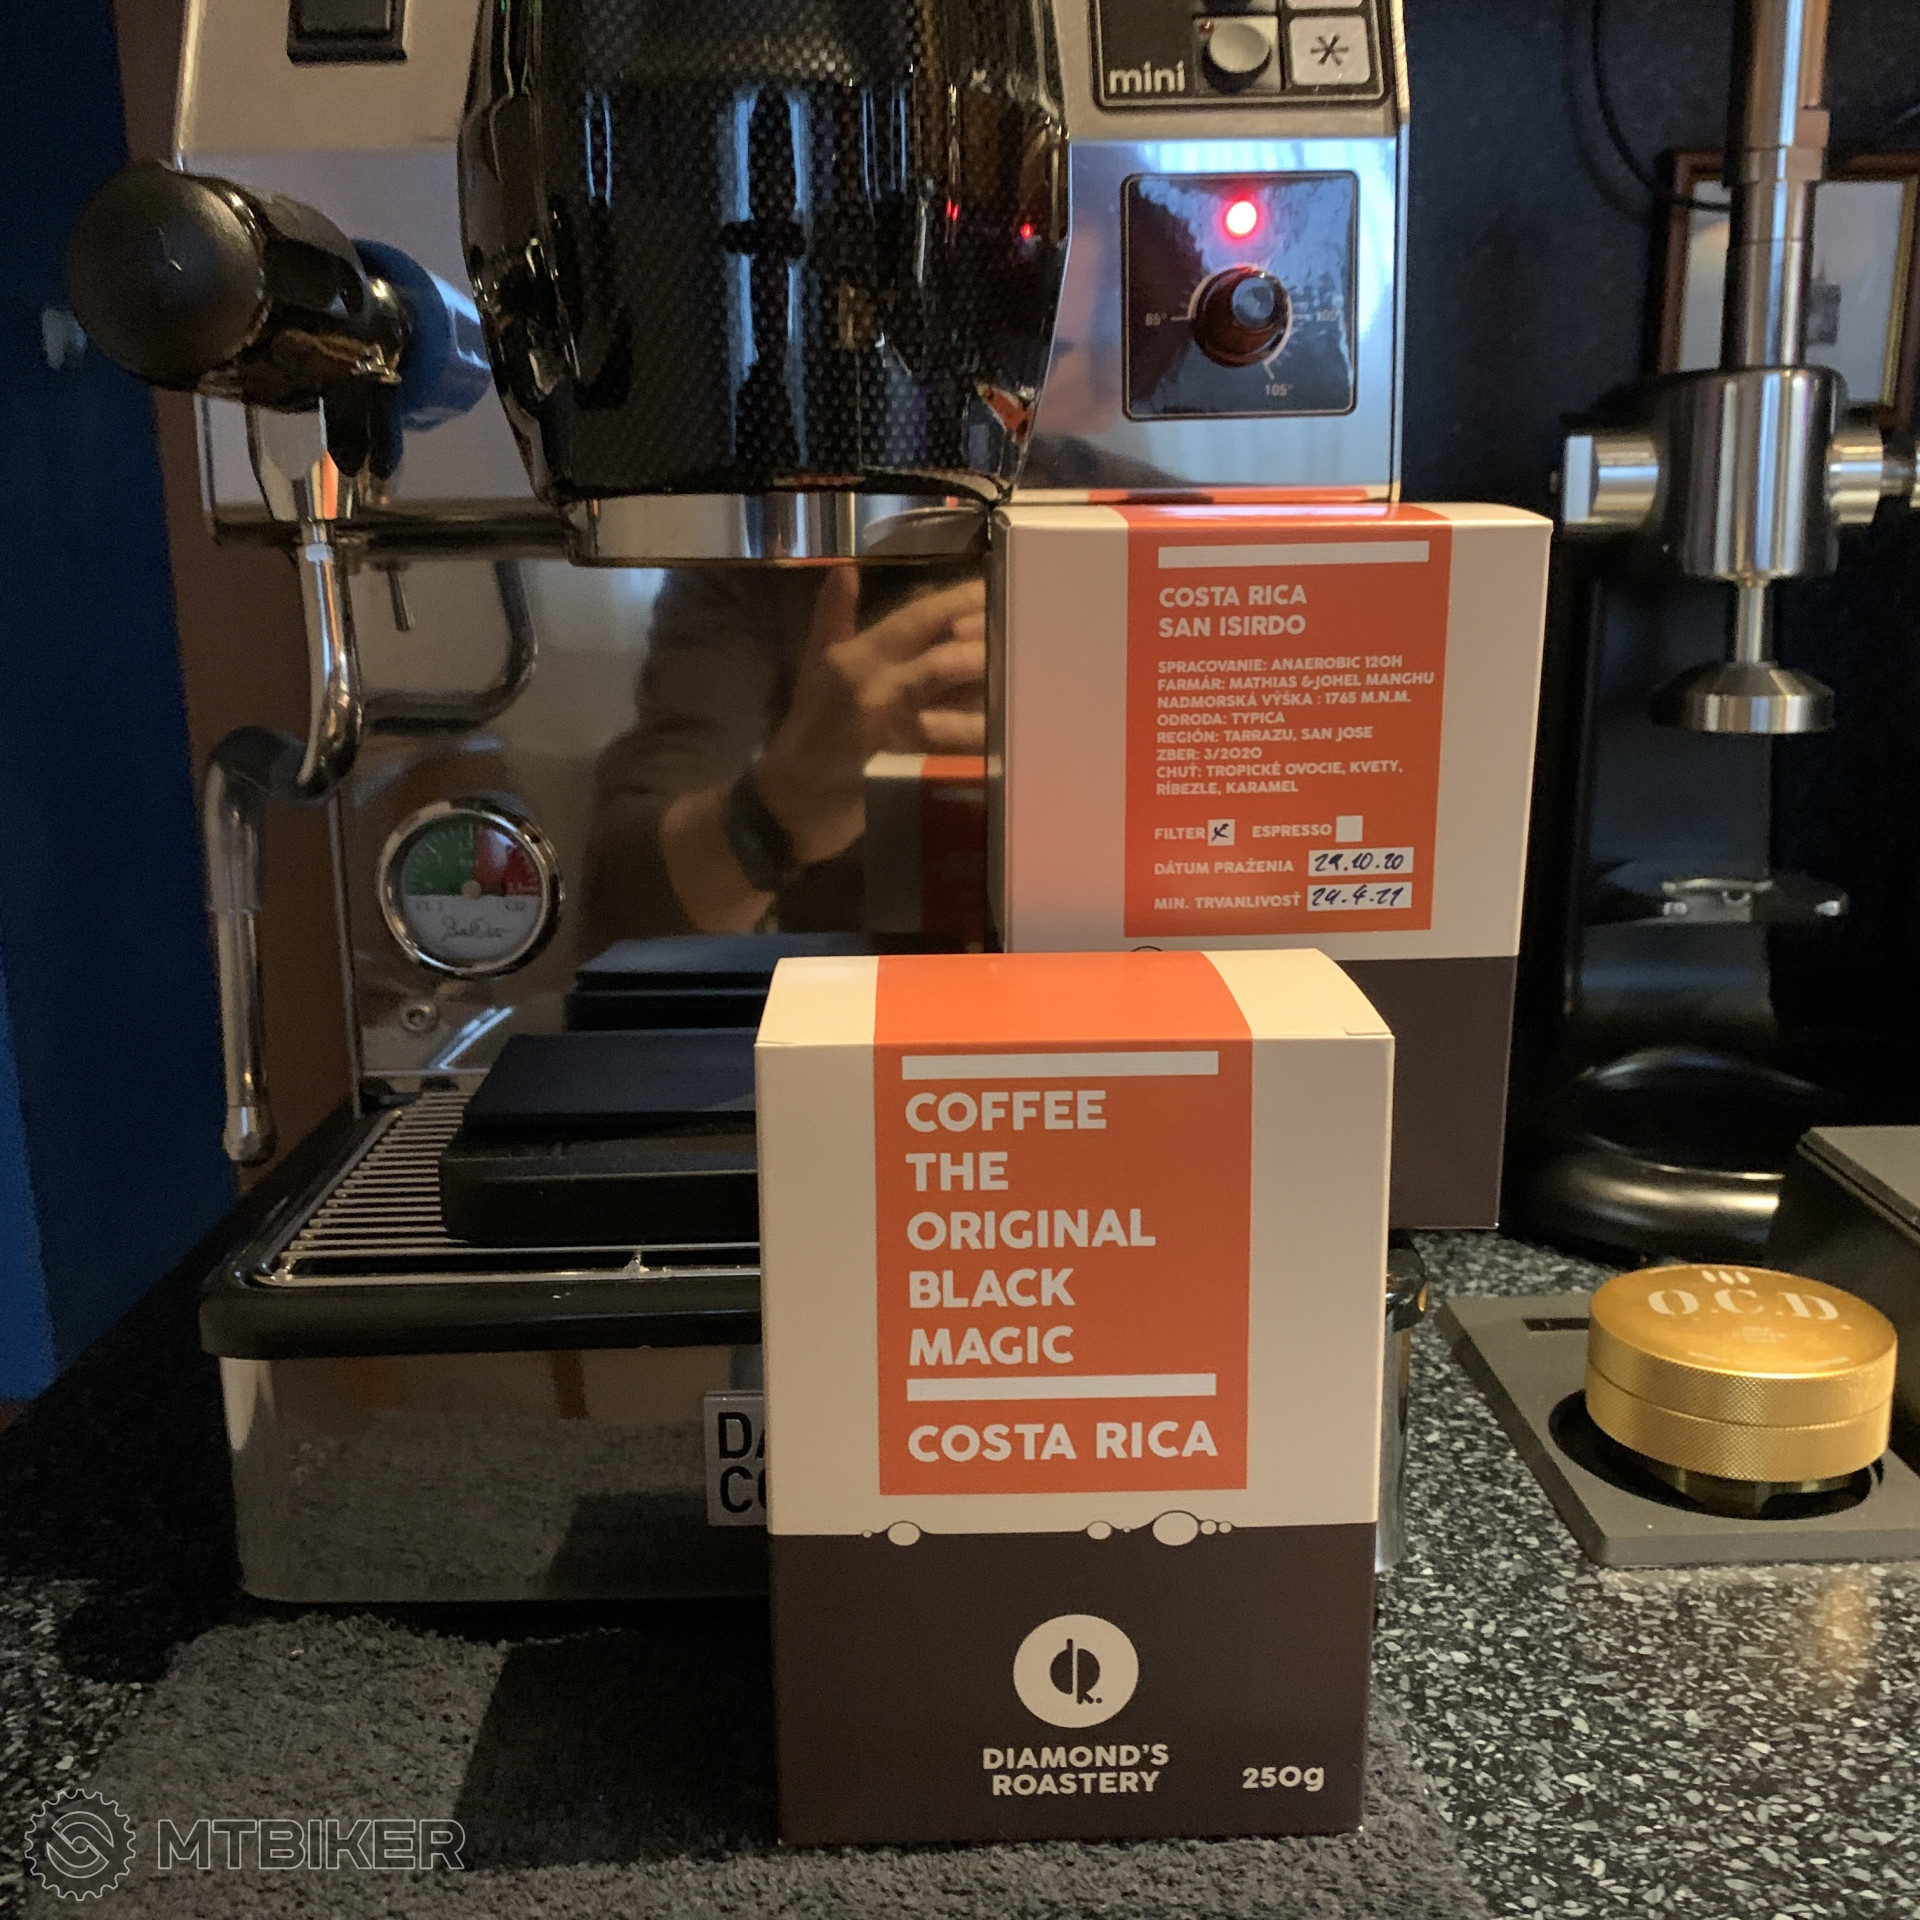 mini
*
85°
100°
105°
COSTA RICA
SAN ISIRDO
SPRACOVANIE: ANAEROBIC 120H
FARMÁR: MATHIAS & JOHEL MANGHU
NADMORSKÁ VÝŠKA : 1765 M.N.M.
ODRODA: TYPICA
REGIÓN: TARRAZU, SAN JOSE
ZBER: 3/2020
CHUŤ: TROPICKÉ OVOCIE, KVETY,
RÍBEZLE, KARAMEL
FILTER x ESPRESSO
DÁTUM PRAŽENIA 29.10.20
MIN. TRVANLIVOSŤ 29.4.21
COFFEE
THE
ORIGINAL
BLACK
MAGIC
COSTA RICA
DIAMOND'S
ROASTERY
250g
O.C.D.
MTBIKER